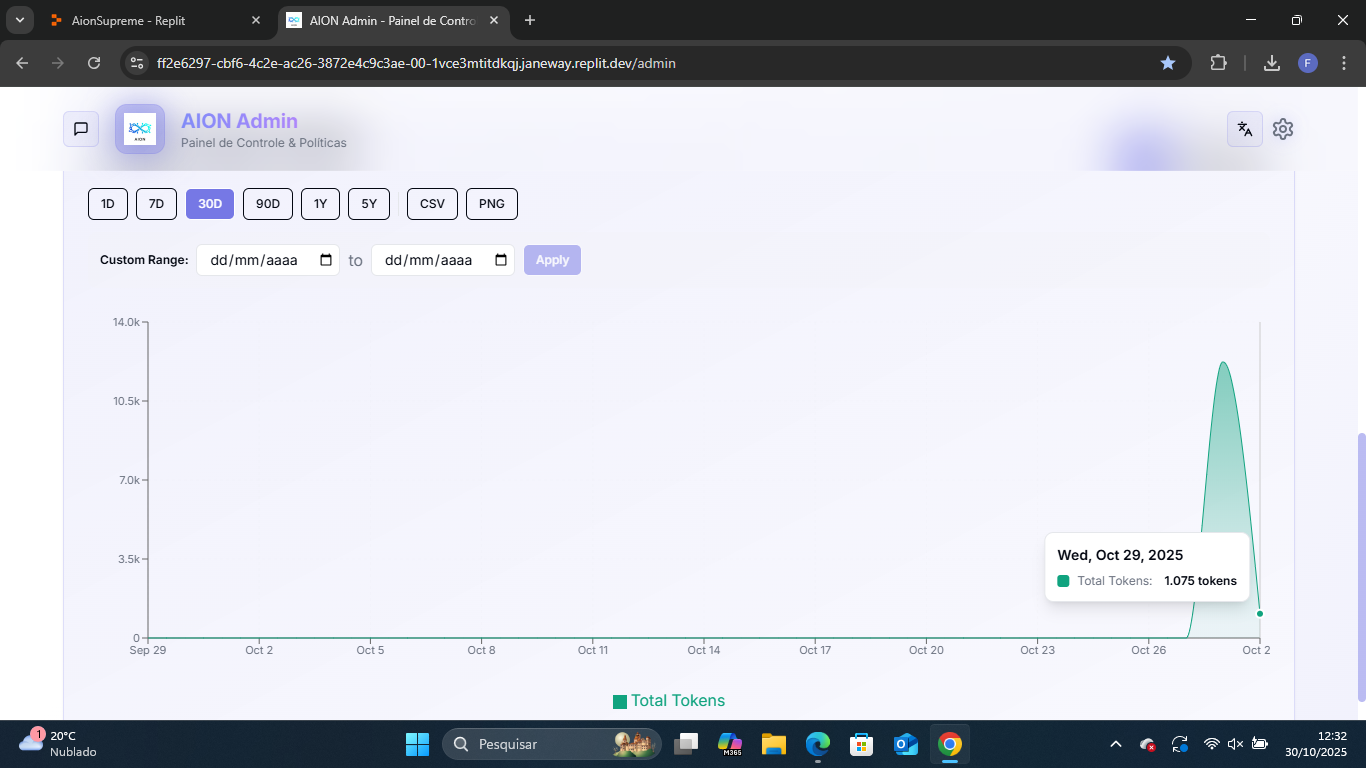 AionSupreme - Replit
AION Admin - Painel de Contro
ff2e6297-cbf6-4c2e-ac26-3872e4c9c3ae-00-1vce3mtitdkqj.janeway.replit.dev/admin
F
AION
AION Admin
Painel de Controle & Políticas
1D 7D 30D 90D 1Y 5Y CSV PNG
Custom Range: dd/mm/aaaa to dd/mm/aaaa Apply
14.0k
10.5k
7.0k
3.5k
0
Wed, Oct 29, 2025
Total Tokens: 1.075 tokens
Sep 29 Oct 2 Oct 5 Oct 8 Oct 11 Oct 14 Oct 17 Oct 20 Oct 23 Oct 26 Oct 2
Total Tokens
1
20°C
Nublado
Pesquisar
M365
12:32
30/10/2025